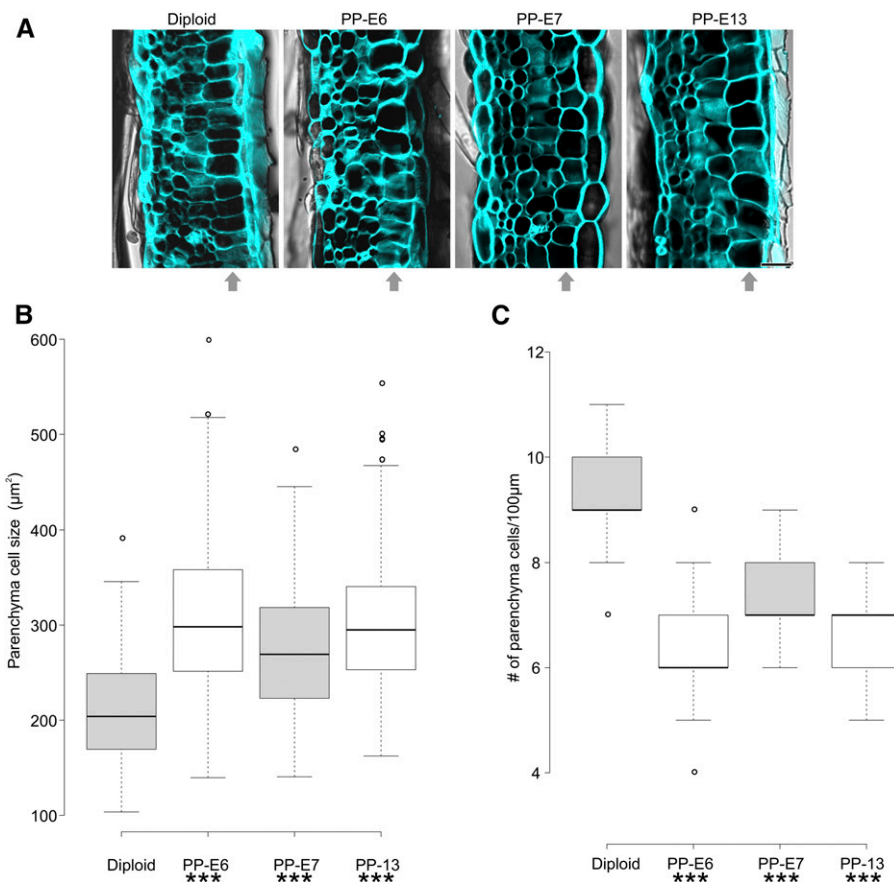 A
Diploid PP-E6 PP-E7 PP-E13
B
Parenchyma cell size (µm²)
600
500
400
300
200
100
Diploid PP-E6 PP-E7 PP-13
*** *** ***
C
# of parenchyma cells/100µm
12
10
8
6
4
Diploid PP-E6 PP-E7 PP-13
*** *** ***